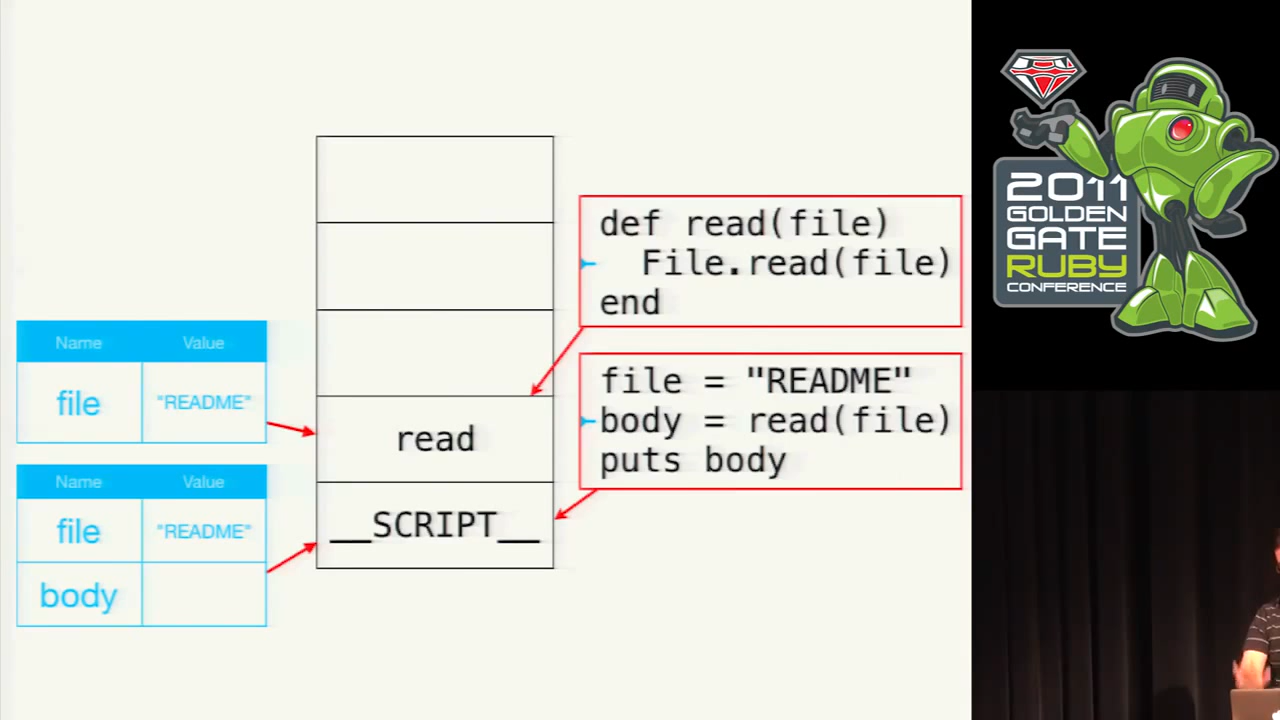 def read(file)
  File.read(file)
end
file = "README"
body = read(file)
puts body
Name Value
file "README"
Name Value
file "README"
body
read
__SCRIPT__
2011
GOLDEN
GATE
RUBY
CONFERENCE